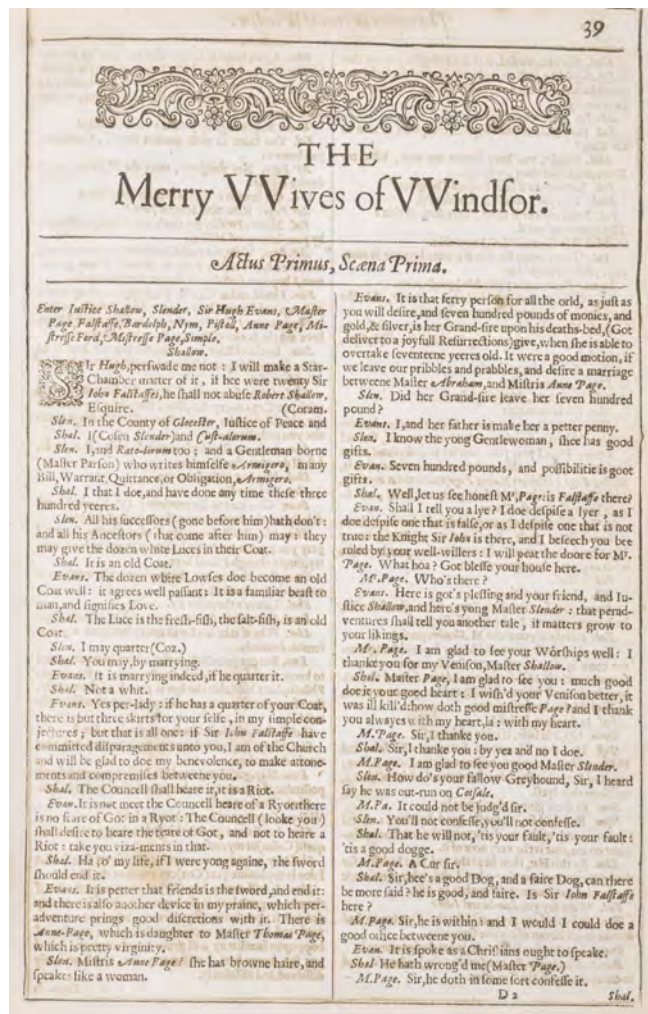 39
THE
Merry VVives of VVindſor.
Actus Primus, Scæna Prima.
Enter Iuſtice Shallow, Slender, Sir Hugh Evans, Maſter
Page, Falſtaffe, Bardolph, Nym, Piſtoll, Anne Page, Mi-
ſtreſſe Ford, Miſtreſſe Page, Simple.
Shallow.
SIr Hugh, perſwade me not : I will make a Star-
Chamber matter of it, if hee were twenty Sir
Iohn Falſtaffes, he ſhall not abuſe Robert Shallow,
Eſquire. (Coram.
Slen. In the County of Gloceſter, Iuſtice of Peace and
Shal. I (Coſen Slender) and Cuſt-alorum.
Slen. I, and Rato-lorum too ; and a Gentleman borne
(Maſter Parſon) who writes himſelfe Armigero, in any
Bill, Warrant, Quittance, or Obligation, Armigero.
Shal. I that I doe, and have done any time theſe three
hundred yeeres.
Slen. All his ſucceſſors (gone before him) hath don't :
and all his Anceſtors (that come after him) may : they
may give the dozen white Luces in their Coat.
Shal. It is an old Coat.
Evans. The dozen white Lowſes doe become an old
Coat well : it agrees well paſſant : It is a familiar beaſt to
man, and ſignifies Love.
Shal. The Luce is the freſh-fiſh, the ſalt-fiſh, is an old
Coat.
Slen. I may quarter (Coz.)
Shal. You may, by marrying.
Evans. It is marrying indeed, if he quarter it.
Shal. Not a whit.
Evans. Yes per-lady : if he has a quarter of your Coat,
there is but three skirts for your ſelfe, in my ſimple con-
jectures ; but that is all one : if Sir Iohn Falſtaffe have
committed diſparagements unto you, I am of the Church
and will be glad to doe my benevolence, to make attone-
ments and compremiſes betweene you.
Shal. The Councell ſhall heare it, it is a Riot.
Evan. It is not meet the Councell heare of a Ryot : there
is no feare of Got in a Ryot : The Councell (looke you)
ſhall deſire to heare the feare of Got, and not to heare a
Riot : take you viza-ments in that.
Shal. Ha ; o' my life, if I were yong againe, the ſword
ſhould end it.
Evans. It is petter that friends is the ſword, and end it :
and there is alſo another device in my praine, which per-
adventure prings good diſcretions with it. There is
Anne-Page, which is daughter to Maſter Thomas Page,
which is pretty virginity.
Slen. Miſtris Anne Page ? ſhe has browne haire, and
ſpeakes like a woman.
Evans. It is that ferry perſon for all the orld, as juſt as
you will deſire, and ſeven hundred pounds of monies, and
gold, & ſilver, is her Grand-ſire upon his deaths-bed, (Got
deliver to a joyfull Reſurrections) give, when ſhe is able to
overtake ſeventeene yeeres old. It were a good motion, if
we leave our pribbles and prabbles, and deſire a marriage
betweene Maſter Abraham, and Miſtris Anne Page.
Slen. Did her Grand-ſire leave her ſeven hundred
pound ?
Evans. I, and her father is make her a petter penny.
Slen. I know the yong Gentlewoman, ſhee has good
gifts.
Evan. Seven hundred pounds, and poſſibilitie is goot
gifts.
Shal. Well, let us ſee honeſt Mr. Page : is Falſtaffe there?
Evan. Shall I tell you a lye ? I doe deſpiſe a lyer, as I
doe deſpiſe one that is falſe, or as I deſpiſe one that is not
true : the Knight Sir Iohn is there, and I beſeech you bee
ruled by your well-willers : I will peat the doore for Mr.
Page. What hoa ? Got bleſſe your houſe here.
Mr. Page. Who's there ?
Evans. Here is got's pleſſing and your friend, and Iu-
ſtice Shallow, and here's yong Maſter Slender : that perad-
ventures ſhall tell you another tale, if matters grow to
your likings.
Mr. Page. I am glad to ſee your Worſhips well : I
thanke you for my Veniſon, Maſter Shallow.
Shal. Maſter Page, I am glad to ſee you : much good
doe it your good heart : I wiſh'd your Veniſon better, it
was ill kill'd : how doth good miſtreſſe Page ? and I thank
you alwayes with my heart, la : with my heart.
M. Page. Sir, I thanke you.
Shal. Sir, I thanke you : by yea and no I doe.
M. Page. I am glad to ſee you good Maſter Slender.
Slen. How do's your fallow Greyhound, Sir, I heard
ſay he was out-run on Cotſale.
M. Pa. It could not be judg'd ſir.
Slen. You'll not confeſſe, you'll not confeſſe.
Shal. That he will not, 'tis your fault, 'tis your fault :
'tis a good dogge.
M. Page. A Cur ſir.
Shal. Sir, hee's a good Dog, and a faire Dog, can there
be more ſaid ? he is good, and faire. Is Sir Iohn Falſtaffe
here ?
M. Page. Sir, he is within : and I would I could doe a
good office betweene you.
Evan. It is ſpoke as a Chriſtians ought to ſpeake.
Shal. He hath wrong'd me (Maſter Page.)
M. Page. Sir, he doth in ſome ſort confeſſe it.
D 2 Shal.